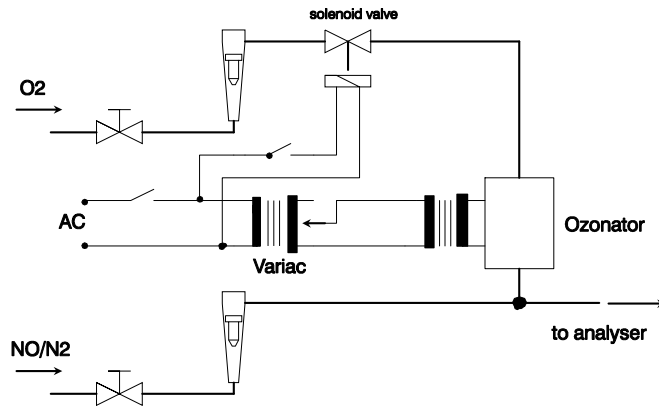 solenoid valve
O2
AC
Variac
Ozonator
NO/N2
to analyser